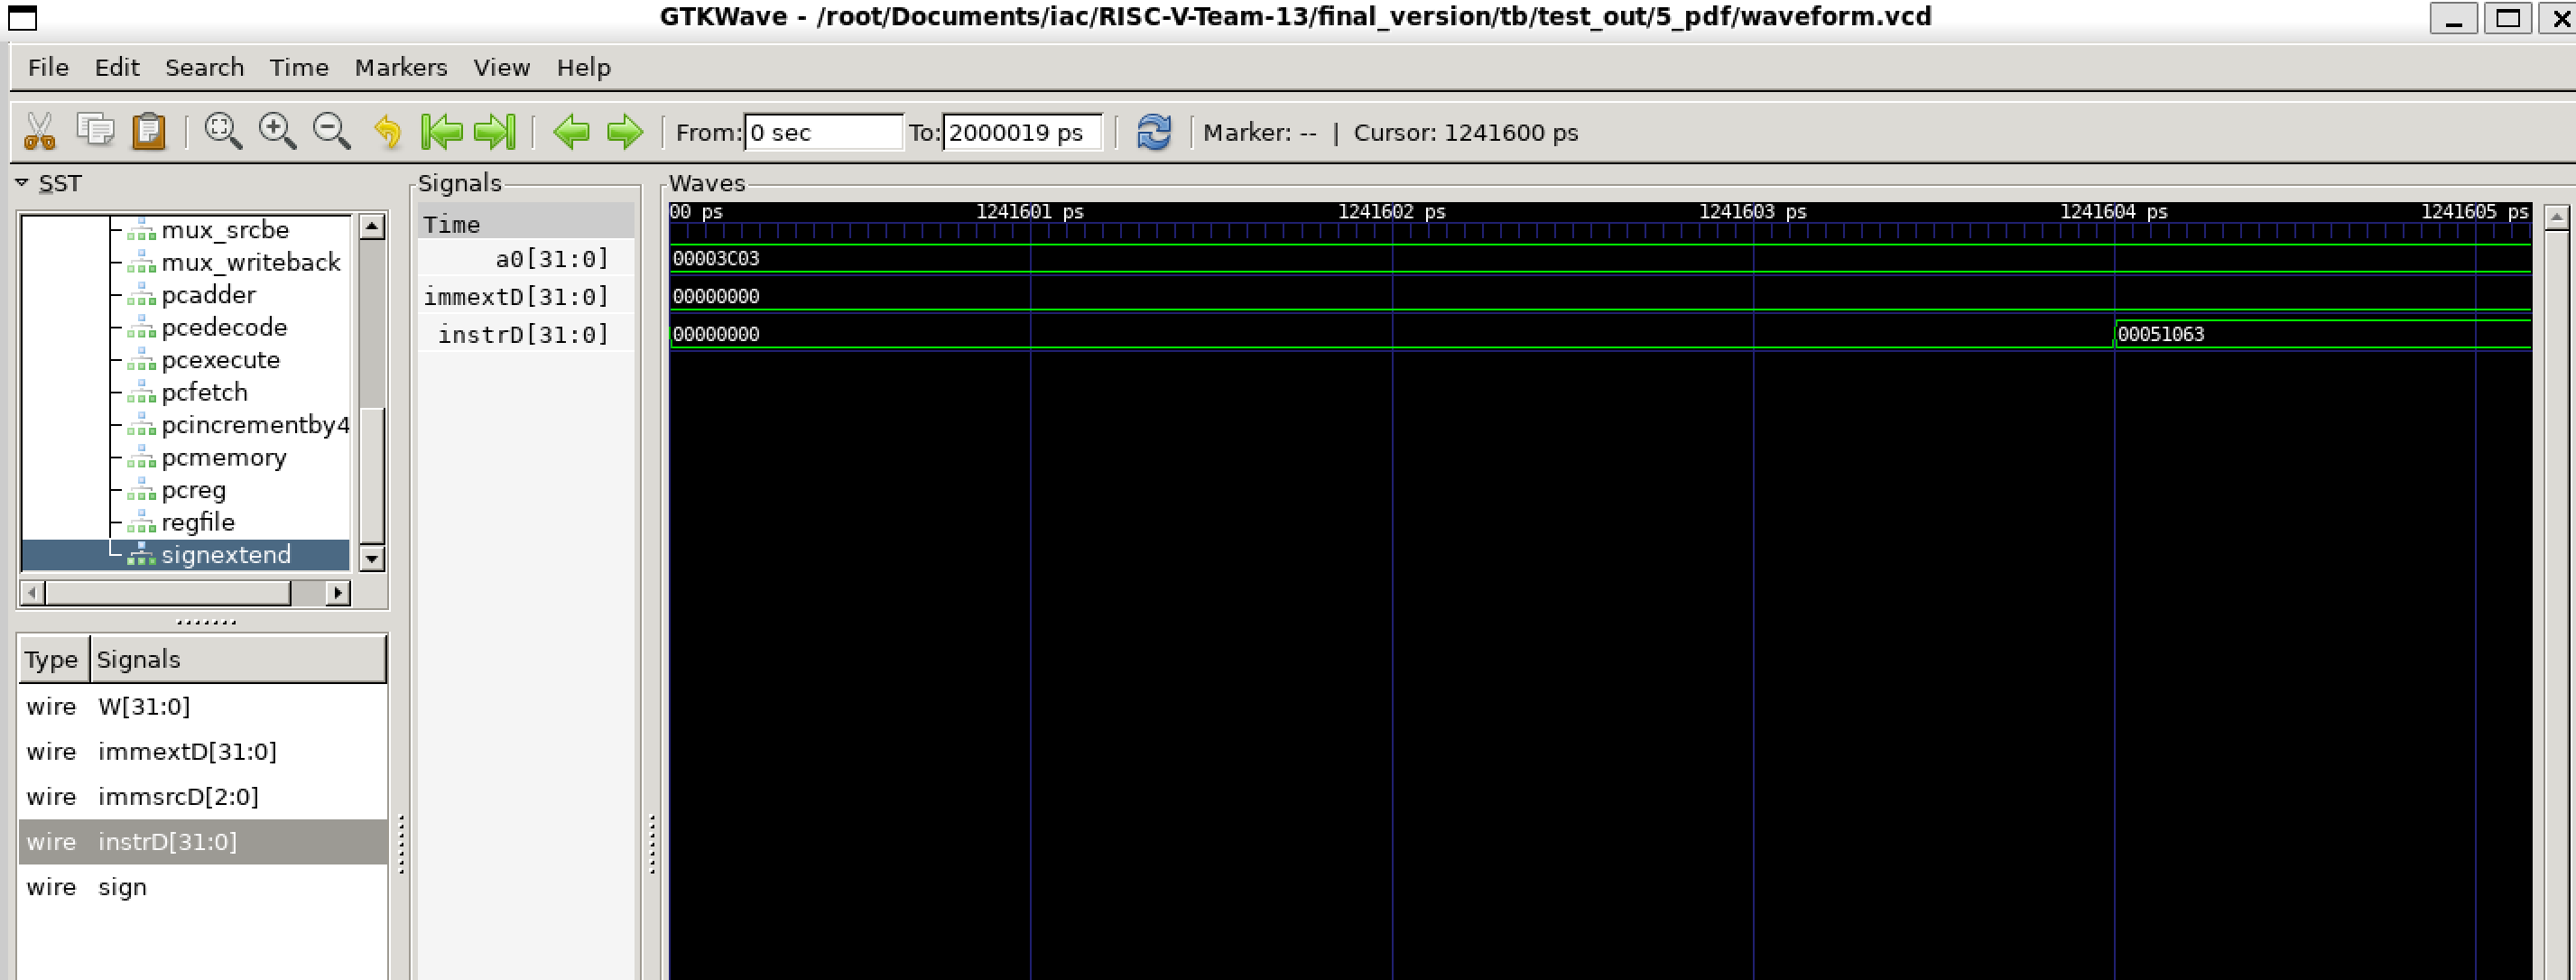 GTKWave - /root/Documents/iac/RISC-V-Team-13/final_version/tb/test_out/5_pdf/waveform.vcd
File Edit Search Time Markers View Help
From: 0 sec To: 2000019 ps Marker: -- | Cursor: 1241600 ps
SST
mux_srcbe
mux_writeback
pcadder
pcedecode
pcexecute
pcfetch
pcincrementby4
pcmemory
pcreg
regfile
signextend
Type Signals
wire W[31:0]
wire immextD[31:0]
wire immsrcD[2:0]
wire instrD[31:0]
wire sign
Signals
Time
a0[31:0]
immextD[31:0]
instrD[31:0]
Waves
00 ps 1241601 ps 1241602 ps 1241603 ps 1241604 ps 1241605 ps
00003C03
00000000
00000000 00051063